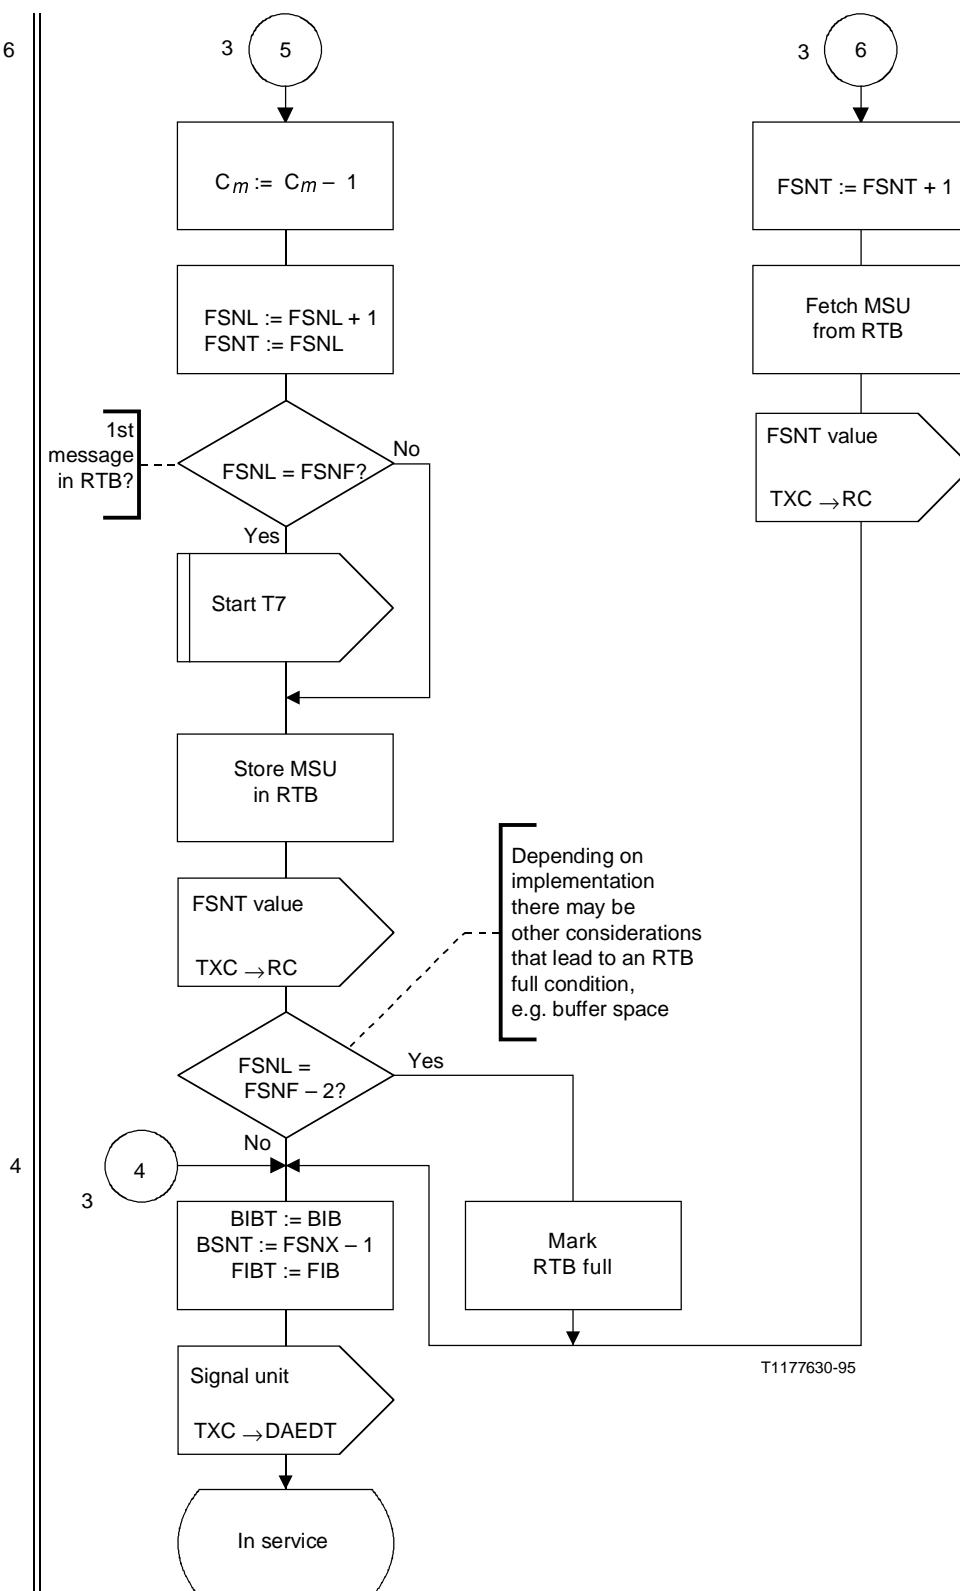 6
3
5
3
6
Cm := Cm – 1
FSNT := FSNT + 1
FSNL := FSNL + 1
FSNT := FSNL
Fetch MSU
from RTB
1st
message
in RTB?
FSNL = FSNF?
No
Yes
FSNT value
TXC → RC
Start T7
Store MSU
in RTB
FSNT value
TXC → RC
Depending on
implementation
there may be
other considerations
that lead to an RTB
full condition,
e.g. buffer space
FSNL =
FSNF – 2?
Yes
No
4
4
3
BIBT := BIB
BSNT := FSNX – 1
FIBT := FIB
Mark
RTB full
T1177630-95
Signal unit
TXC → DAEDT
In service